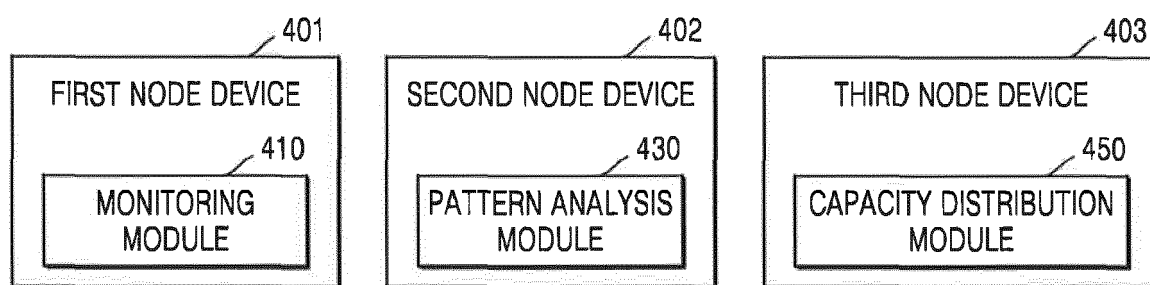 401
FIRST NODE DEVICE
410
MONITORING
MODULE
402
SECOND NODE DEVICE
430
PATTERN ANALYSIS
MODULE
403
THIRD NODE DEVICE
450
CAPACITY DISTRIBUTION
MODULE